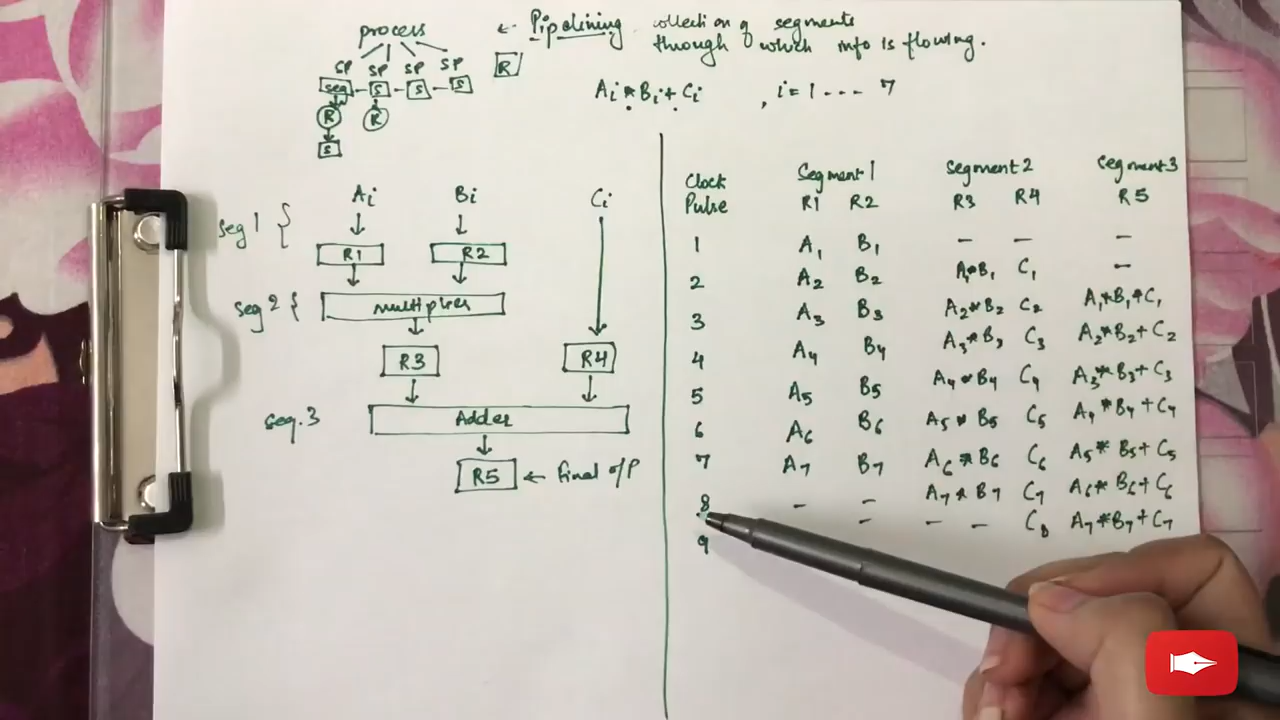 process
← Pipelining collection of segments
through which info is flowing.
SP SP SP SP
R
seg S S S
R R
S
Ai * Bi + Ci , i = 1 --- 7
Ai Bi Ci
seg 1 {
R1 R2
seg 2 {
multiplier
R3 R4
seg. 3
Adder
R5 ← final o/p
Clock Pulse Segment 1 Segment 2 Segment 3
R1 R2 R3 R4 R5
1 A1 B1 – – –
2 A2 B2 A1*B1 C1 –
3 A3 B3 A2*B2 C2 A1*B1+C1
4 A4 B4 A3*B3 C3 A2*B2+C2
5 A5 B5 A4*B4 C4 A3*B3+C3
6 A6 B6 A5*B5 C5 A4*B4+C4
7 A7 B7 A6*B6 C6 A5*B5+C5
8 – – A7*B7 C7 A6*B6+C6
9 – – – C8 A7*B7+C7